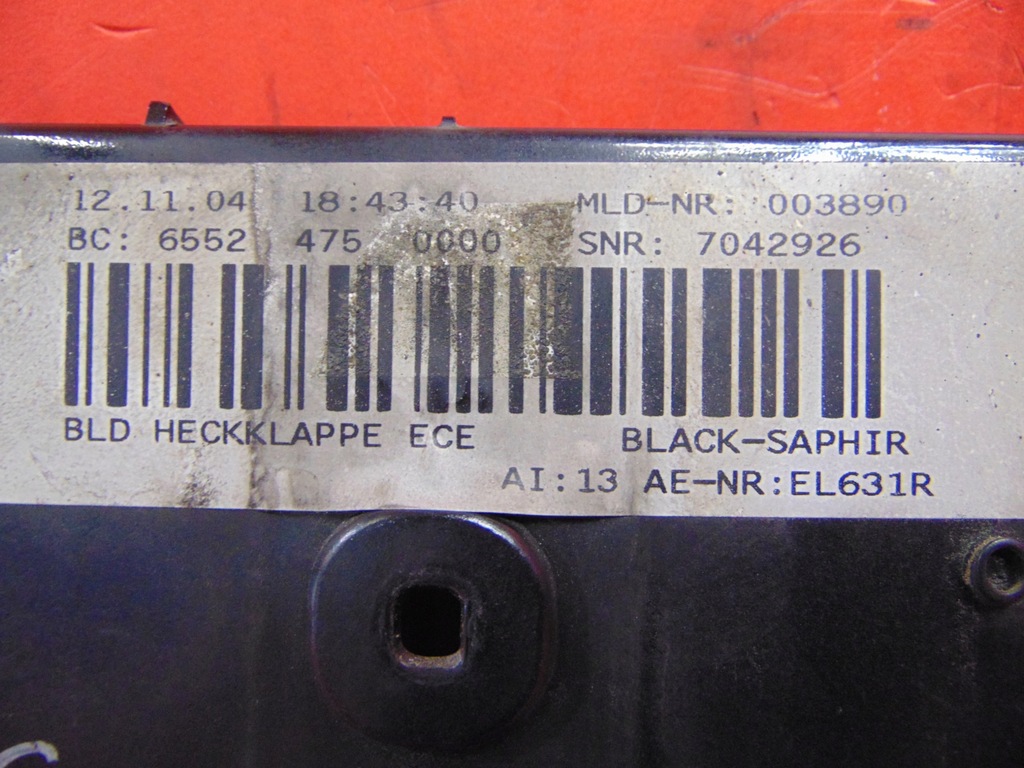 12.11.04 18:43:40 MLD-NR: 003890
BC: 6552 475 0000 SNR: 7042926
BLD HECKKLAPPE ECE BLACK-SAPHIR
AI:13 AE-NR:EL631R